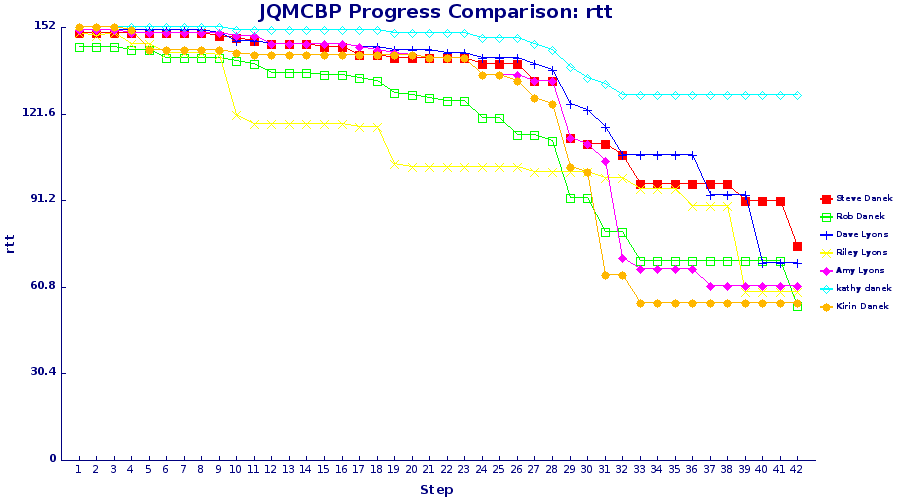 JQMCBP Progress Comparison: rtt
152
121.6
91.2
60.8
30.4
0
rtt
1 2 3 4 5 6 7 8 9 10 11 12 13 14 15 16 17 18 19 20 21 22 23 24 25 26 27 28 29 30 31 32 33 34 35 36 37 38 39 40 41 42
Step
Steve Danek
Rob Danek
Dave Lyons
Riley Lyons
Amy Lyons
kathy danek
Kirin Danek